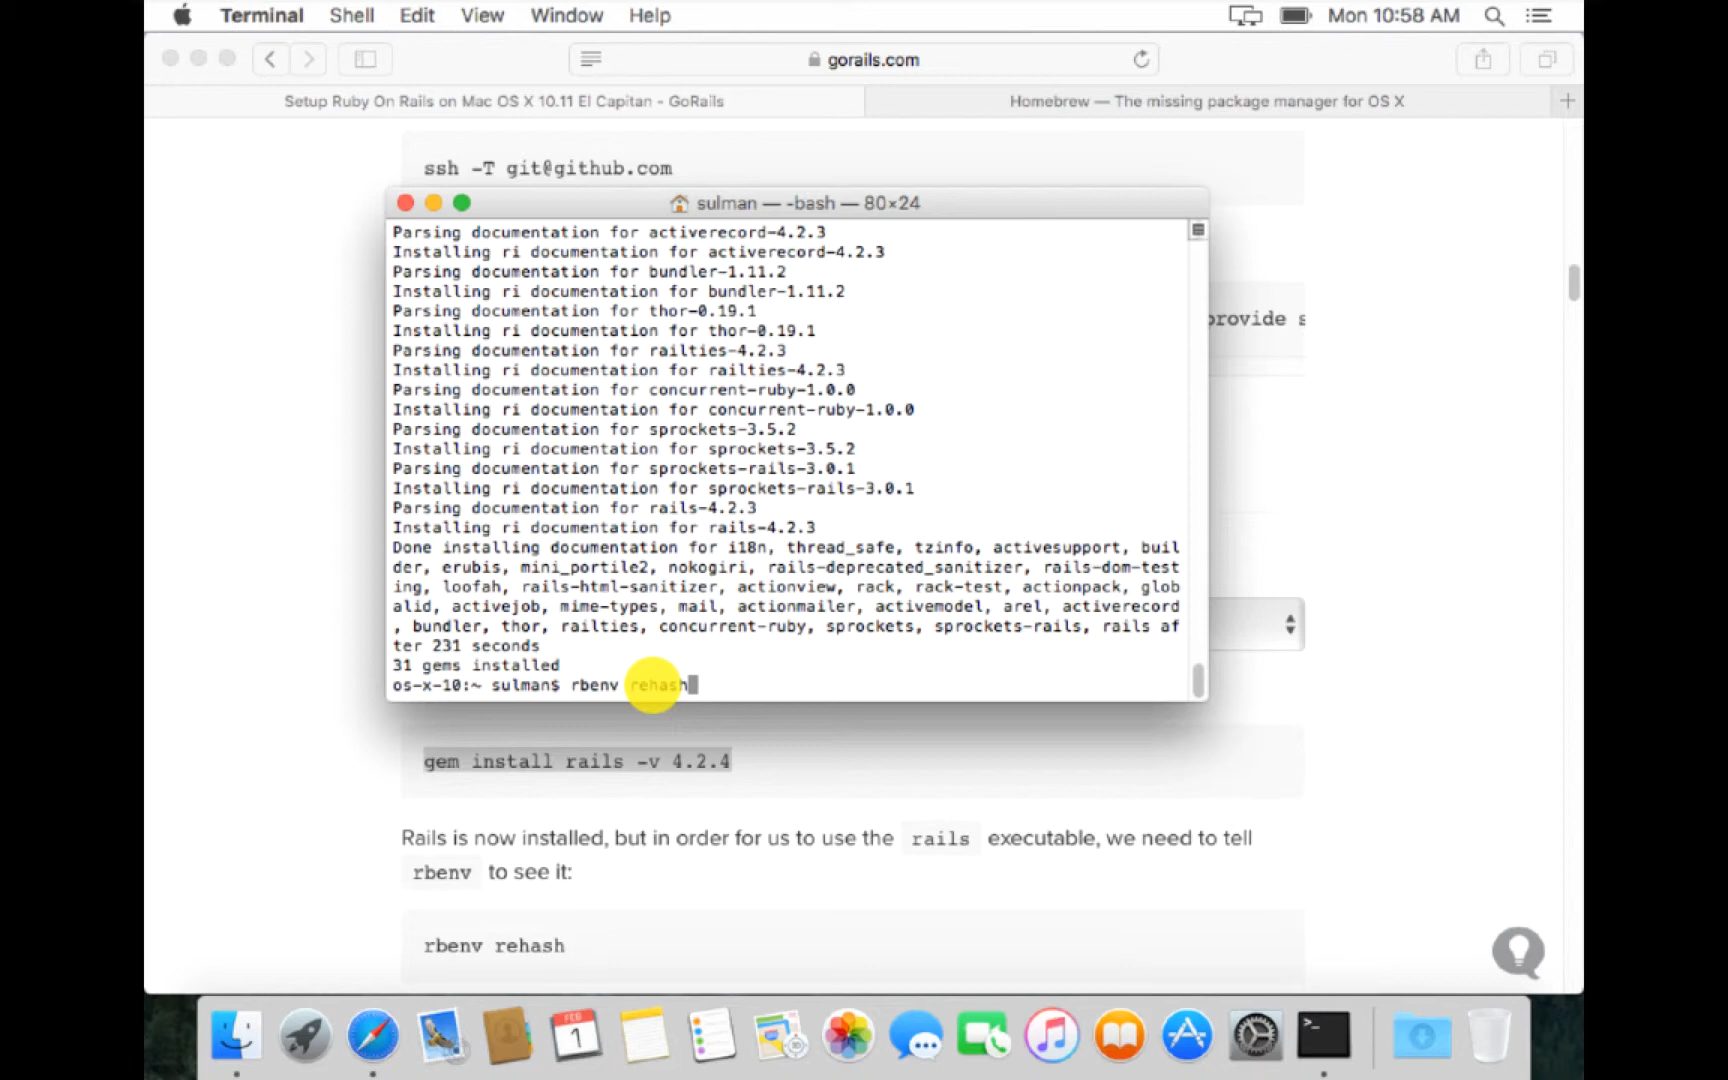 Terminal Shell Edit View Window Help Mon 10:58 AM
gorails.com
Setup Ruby On Rails on Mac OS X 10.11 El Capitan - GoRails Homebrew — The missing package manager for OS X
ssh -T git@github.com
sulman — -bash — 80×24
Parsing documentation for activerecord-4.2.3
Installing ri documentation for activerecord-4.2.3
Parsing documentation for bundler-1.11.2
Installing ri documentation for bundler-1.11.2
provide s
Parsing documentation for thor-0.19.1
Installing ri documentation for thor-0.19.1
Parsing documentation for railties-4.2.3
Installing ri documentation for railties-4.2.3
Parsing documentation for concurrent-ruby-1.0.0
Installing ri documentation for concurrent-ruby-1.0.0
Parsing documentation for sprockets-3.5.2
Installing ri documentation for sprockets-3.5.2
Parsing documentation for sprockets-rails-3.0.1
Installing ri documentation for sprockets-rails-3.0.1
Parsing documentation for rails-4.2.3
Installing ri documentation for rails-4.2.3
Done installing documentation for i18n, thread_safe, tzinfo, activesupport, buil
der, erubis, mini_portile2, nokogiri, rails-deprecated_sanitizer, rails-dom-test
ing, loofah, rails-html-sanitizer, actionview, rack, rack-test, actionpack, glob
alid, activejob, mime-types, mail, actionmailer, activemodel, arel, activerecord
, bundler, thor, railties, concurrent-ruby, sprockets, sprockets-rails, rails af
ter 231 seconds
31 gems installed
os-x-10:~ sulman$ rbenv rehash
gem install rails -v 4.2.4
Rails is now installed, but in order for us to use the rails executable, we need to tell
rbenv to see it:
rbenv rehash
FEB
1
>_